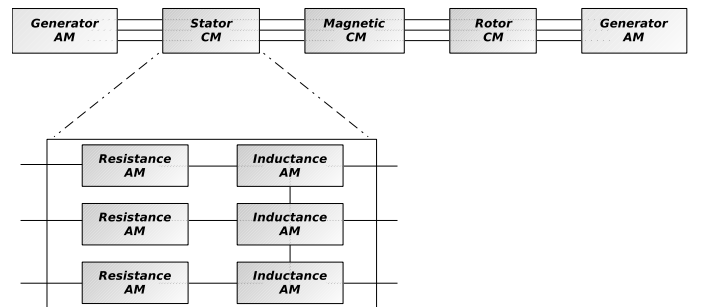 Generator
AM
Stator
CM
Magnetic
CM
Rotor
CM
Generator
AM
Resistance
AM
Inductance
AM
Resistance
AM
Inductance
AM
Resistance
AM
Inductance
AM